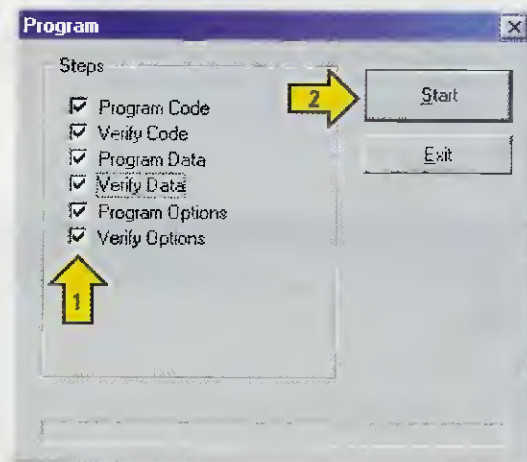 Program
Steps
Program Code
Verify Code
Program Data
Verify Data
Program Options
Verify Options
1
2
Start
Exit